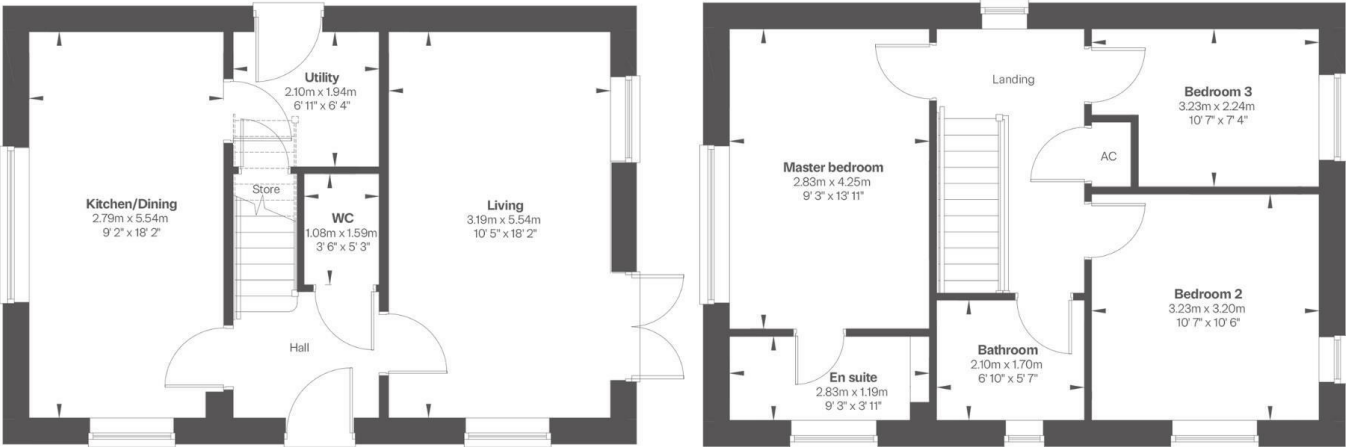 Utility
2.10m x 1.94m
6' 11" x 6' 4"
Kitchen/Dining
2.79m x 5.54m
9' 2" x 18' 2"
Store
WC
1.08m x 1.59m
3' 6" x 5' 3"
Living
3.19m x 5.54m
10' 5" x 18' 2"
Hall
Landing
Bedroom 3
3.23m x 2.24m
10' 7" x 7' 4"
AC
Master bedroom
2.83m x 4.25m
9' 3" x 13' 11"
Bedroom 2
3.23m x 3.20m
10' 7" x 10' 6"
Bathroom
2.10m x 1.70m
6' 10" x 5' 7"
En suite
2.83m x 1.19m
9' 3" x 3' 11"